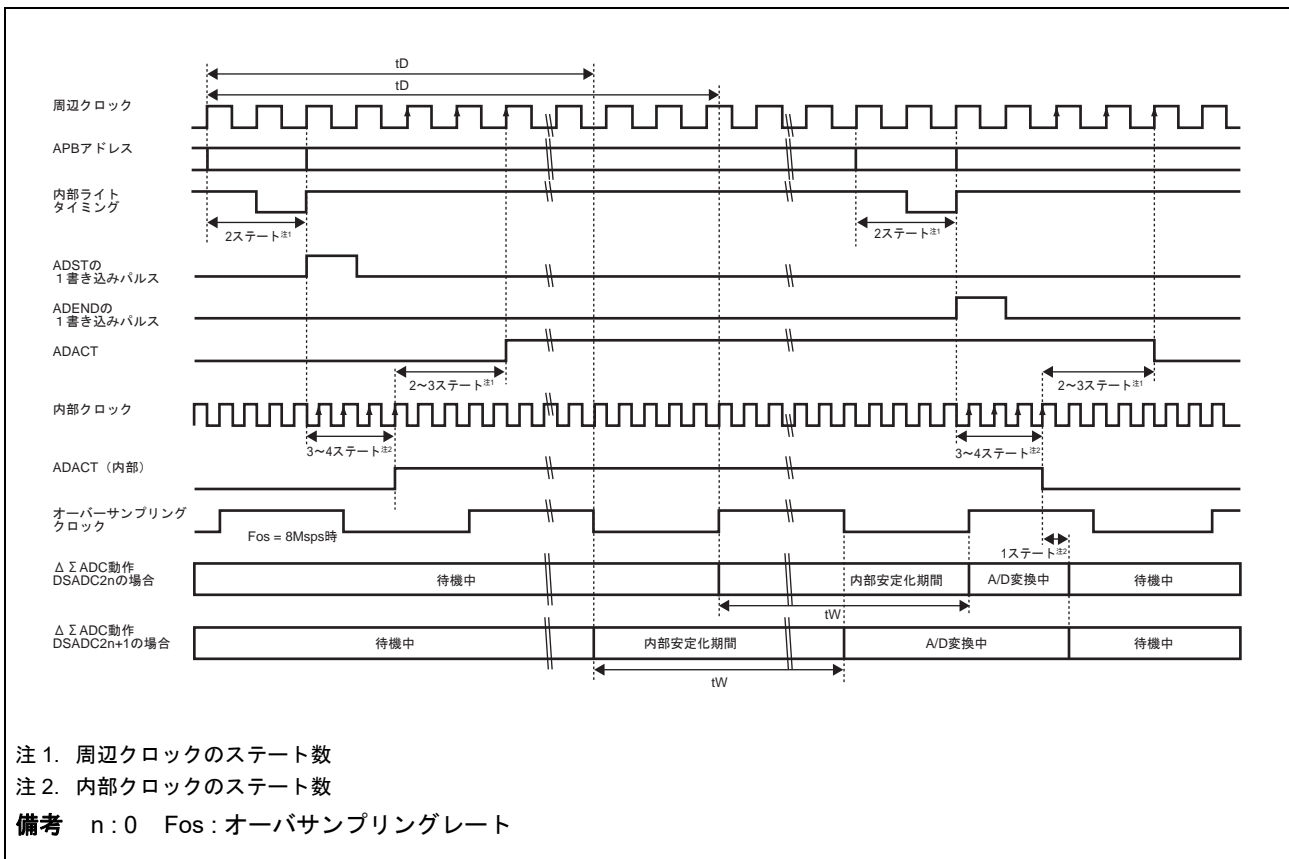 tD
tD
周辺クロック
APBアドレス
内部ライト
タイミング
2ステート注1
2ステート注1
ADSTの
１書き込みパルス
ADENDの
１書き込みパルス
ADACT
2～3ステート注1
2～3ステート注1
内部クロック
3～4ステート注2
3～4ステート注2
ADACT（内部）
オーバーサンプリング
クロック
Fos = 8Msps時
1ステート注2
ΔΣADC動作
DSADC2nの場合
待機中
内部安定化期間
A/D変換中
待機中
tW
ΔΣADC動作
DSADC2n+1の場合
待機中
内部安定化期間
A/D変換中
待機中
tW
注 1. 周辺クロックのステート数
注 2. 内部クロックのステート数
備考 n : 0 Fos : オーバサンプリングレート